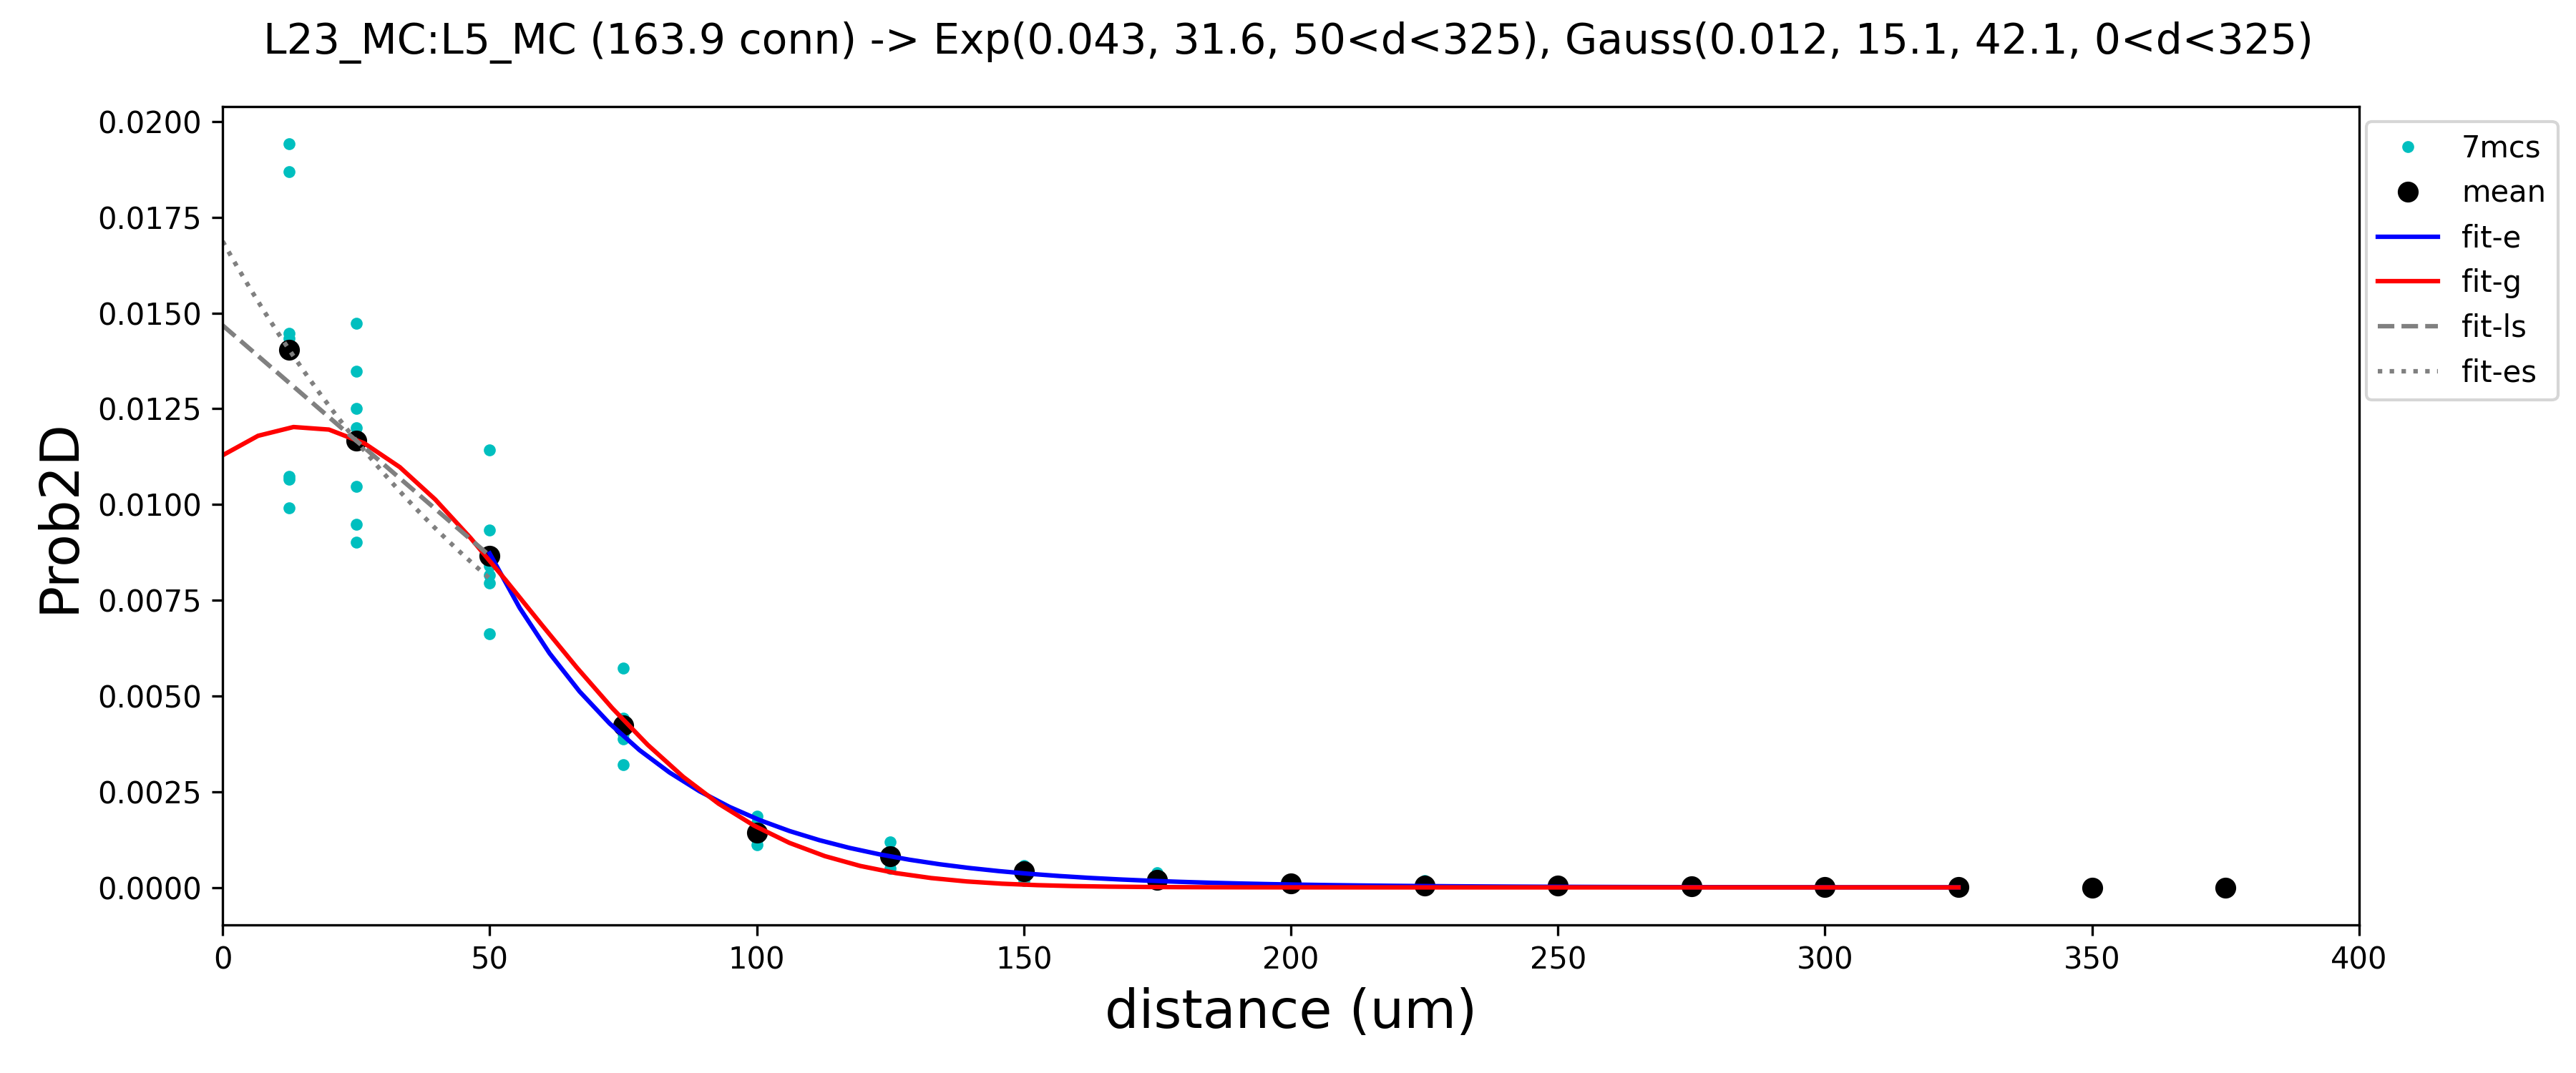 L23_MC:L5_MC (163.9 conn) -> Exp(0.043, 31.6, 50<d<325), Gauss(0.012, 15.1, 42.1, 0<d<325)
0.0200
0.0175
0.0150
0.0125
0.0100
0.0075
0.0050
0.0025
0.0000
Prob2D
0 50 100 150 200 250 300 350 400
distance (um)
7mcs
mean
fit-e
fit-g
fit-ls
fit-es